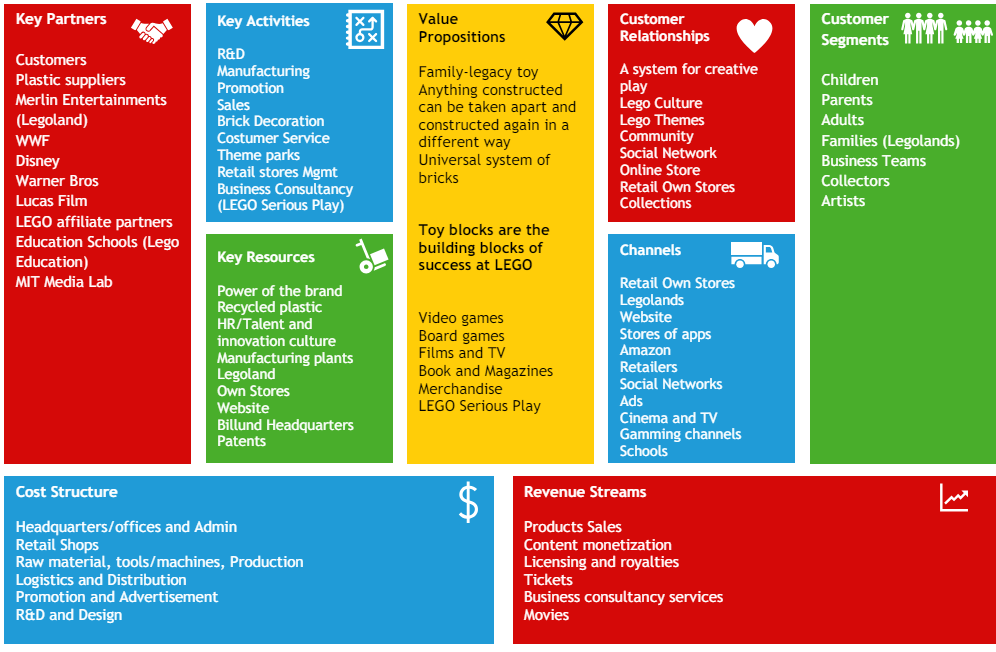 Key Partners
Customers
Plastic suppliers
Merlin Entertainments
(Legoland)
WWF
Disney
Warner Bros
Lucas Film
LEGO affiliate partners
Education Schools (Lego
Education)
MIT Media Lab
Key Activities
R&D
Manufacturing
Promotion
Sales
Brick Decoration
Costumer Service
Theme parks
Retail stores Mgmt
Business Consultancy
(LEGO Serious Play)
Key Resources
Power of the brand
Recycled plastic
HR/Talent and
innovation culture
Manufacturing plants
Legoland
Own Stores
Website
Billund Headquarters
Patents
Value
Propositions
Family-legacy toy
Anything constructed
can be taken apart and
constructed again in a
different way
Universal system of
bricks
Toy blocks are the
building blocks of
success at LEGO
Video games
Board games
Films and TV
Book and Magazines
Merchandise
LEGO Serious Play
Customer
Relationships
A system for creative
play
Lego Culture
Lego Themes
Community
Social Network
Online Store
Retail Own Stores
Collections
Channels
Retail Own Stores
Legolands
Website
Stores of apps
Amazon
Retailers
Social Networks
Ads
Cinema and TV
Gamming channels
Schools
Customer
Segments
Children
Parents
Adults
Families (Legolands)
Business Teams
Collectors
Artists
Cost Structure
$
Headquarters/offices and Admin
Retail Shops
Raw material, tools/machines, Production
Logistics and Distribution
Promotion and Advertisement
R&D and Design
Revenue Streams
Products Sales
Content monetization
Licensing and royalties
Tickets
Business consultancy services
Movies